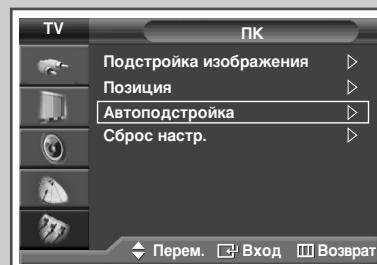 TV
ПК
Подстройка изображения
Позиция
Автоподстройка
Сброс настр.
Перем. Вход Возврат